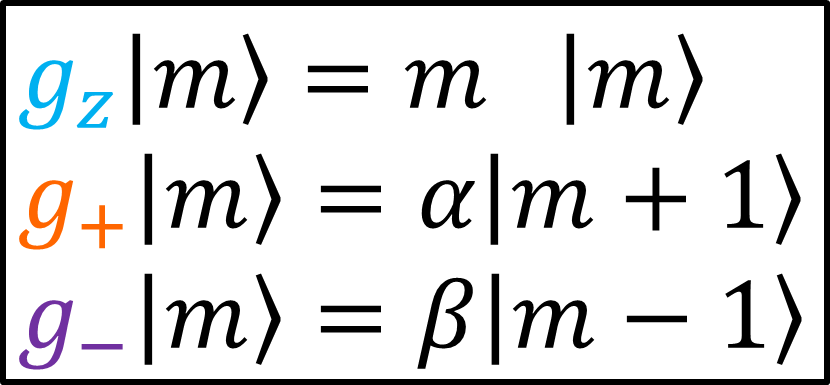 g_z|m⟩ = m |m⟩
g_+|m⟩ = α|m + 1⟩
g_−|m⟩ = β|m − 1⟩